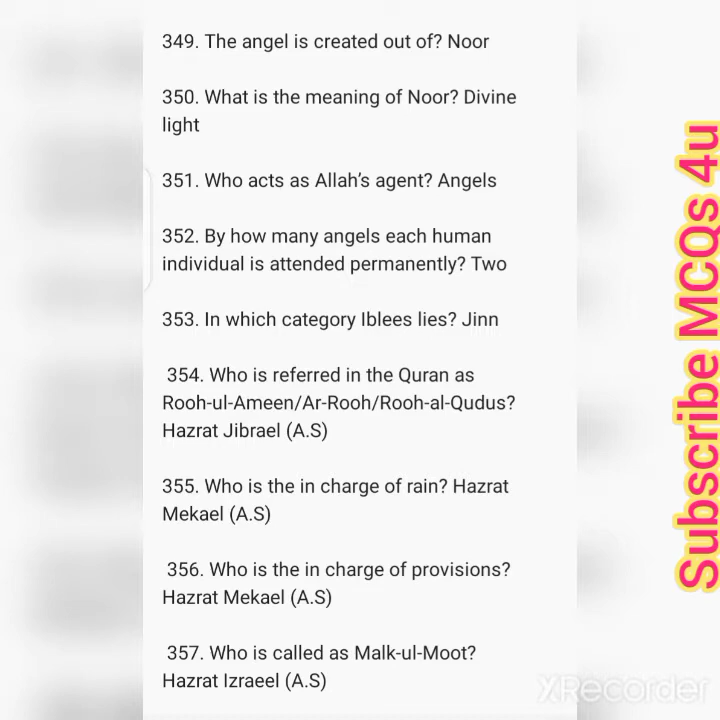 349. The angel is created out of? Noor
350. What is the meaning of Noor? Divine
light
351. Who acts as Allah’s agent? Angels
352. By how many angels each human
individual is attended permanently? Two
353. In which category Iblees lies? Jinn
354. Who is referred in the Quran as
Rooh-ul-Ameen/Ar-Rooh/Rooh-al-Qudus?
Hazrat Jibrael (A.S)
355. Who is the in charge of rain? Hazrat
Mekael (A.S)
356. Who is the in charge of provisions?
Hazrat Mekael (A.S)
357. Who is called as Malk-ul-Moot?
Hazrat Izraeel (A.S)
Subscribe MCQs 4u
XRecorder